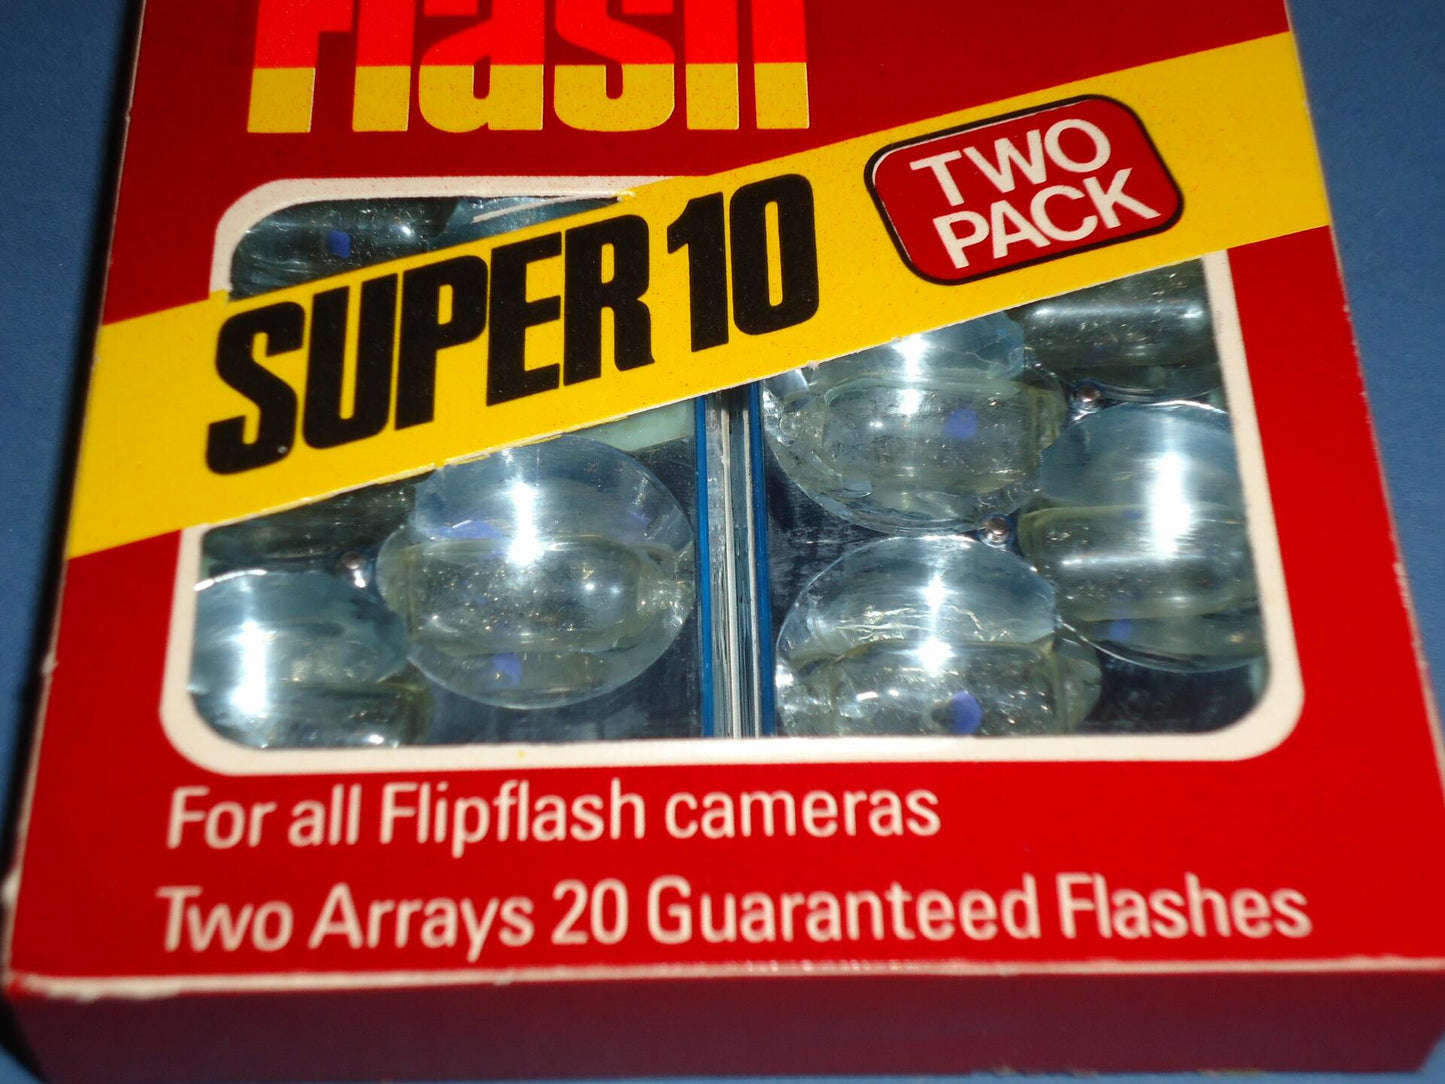 Flash
SUPER 10
TWO
PACK
For all Flipflash cameras
Two Arrays 20 Guaranteed Flashes